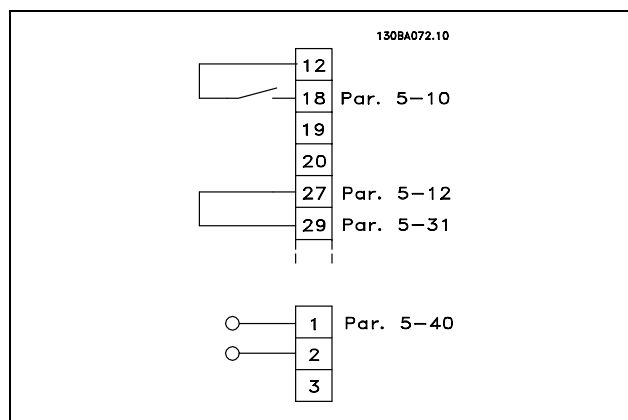 130BA072.10
12
18 Par. 5-10
19
20
27 Par. 5-12
29 Par. 5-31
1 Par. 5-40
2
3